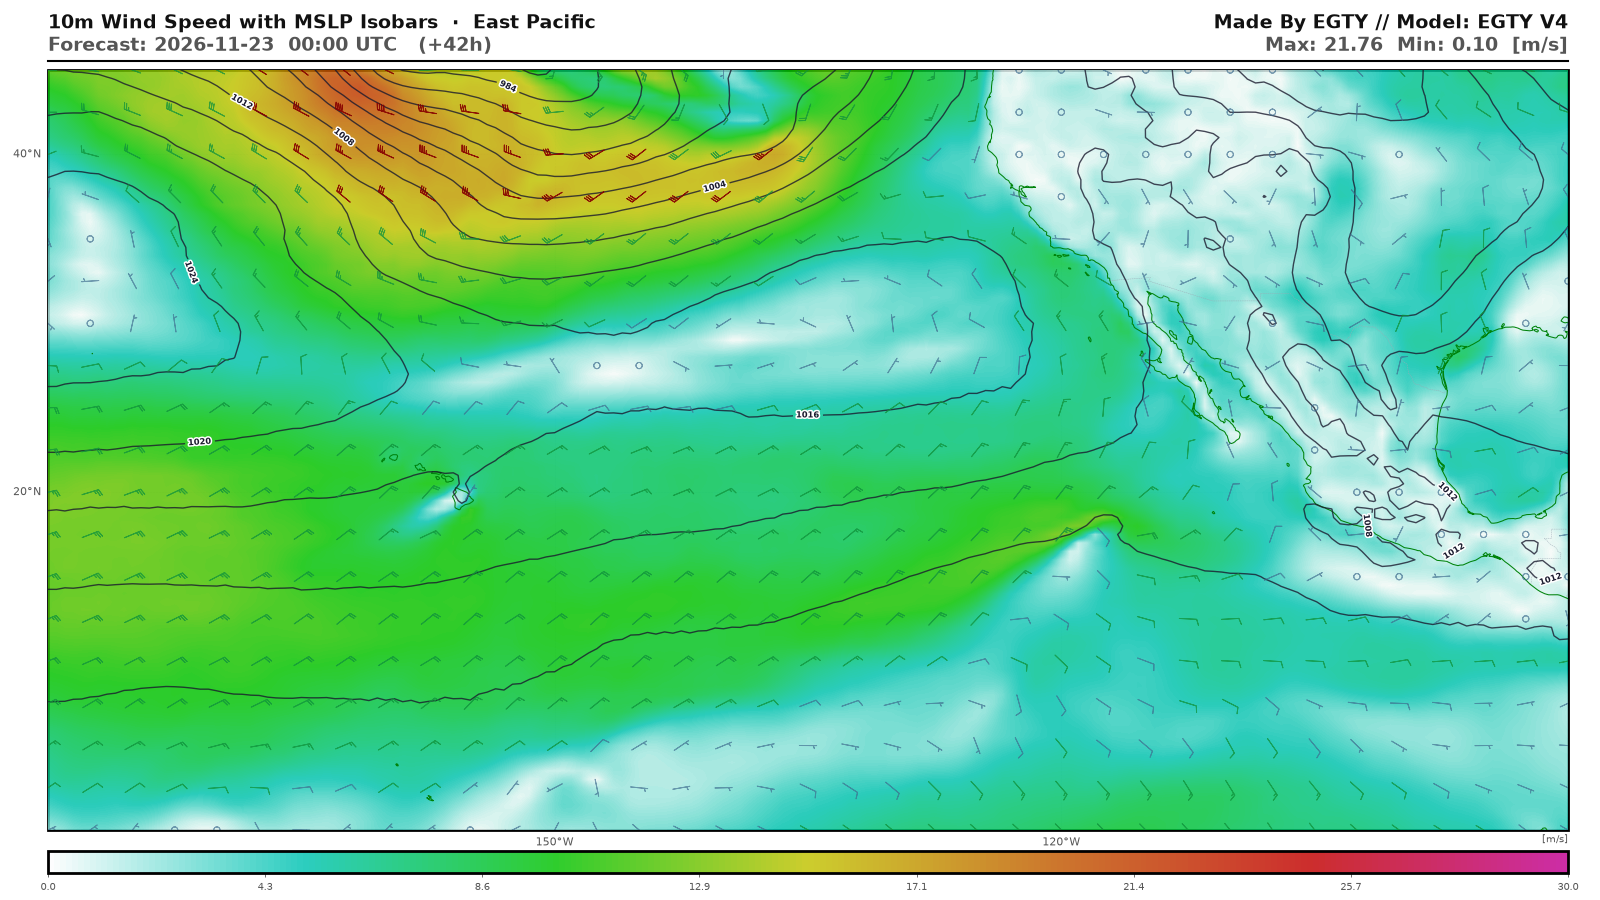 10m Wind Speed with MSLP Isobars · East Pacific
Made By EGTY // Model: EGTY V4
Forecast: 2026-11-23 00:00 UTC (+42h)
Max: 21.76 Min: 0.10 [m/s]
984
1012
1008
40°N
1004
1024
1016
1020
20°N
1012
1008
1012
1012
150°W
120°W
[m/s]
0.0
4.3
8.6
12.9
17.1
21.4
25.7
30.0